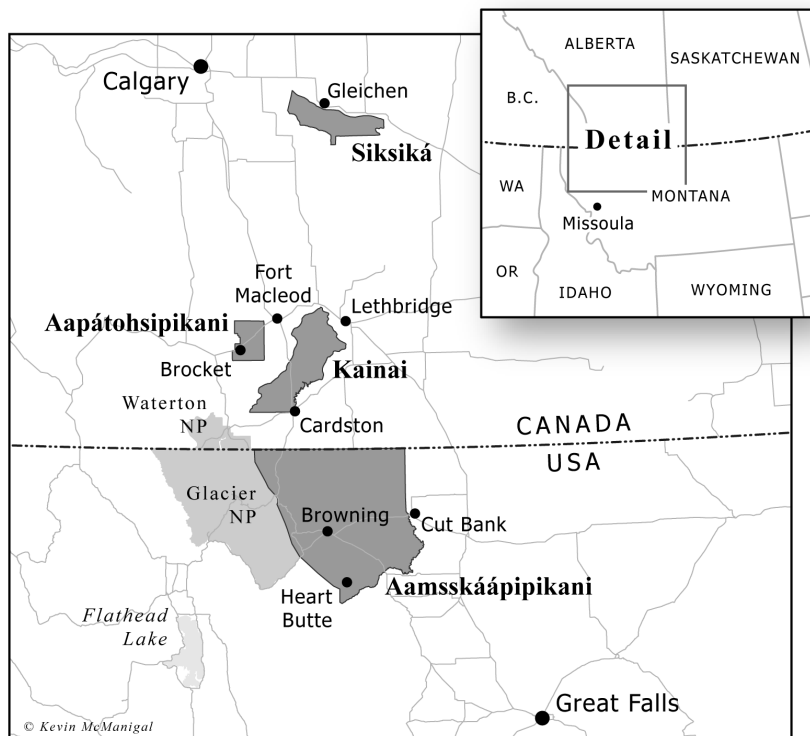 ALBERTA
SASKATCHEWAN
B.C.
Detail
WA
MONTANA
Missoula
OR
IDAHO
WYOMING
Calgary
Gleichen
Siksiká
Fort
Macleod
Lethbridge
Aapátohsipikani
Brocket
Kainai
Waterton
NP
Cardston
CANADA
USA
Glacier
NP
Browning
Cut Bank
Aamsskáápipikani
Heart
Butte
Flathead
Lake
Great Falls
© Kevin McManigal